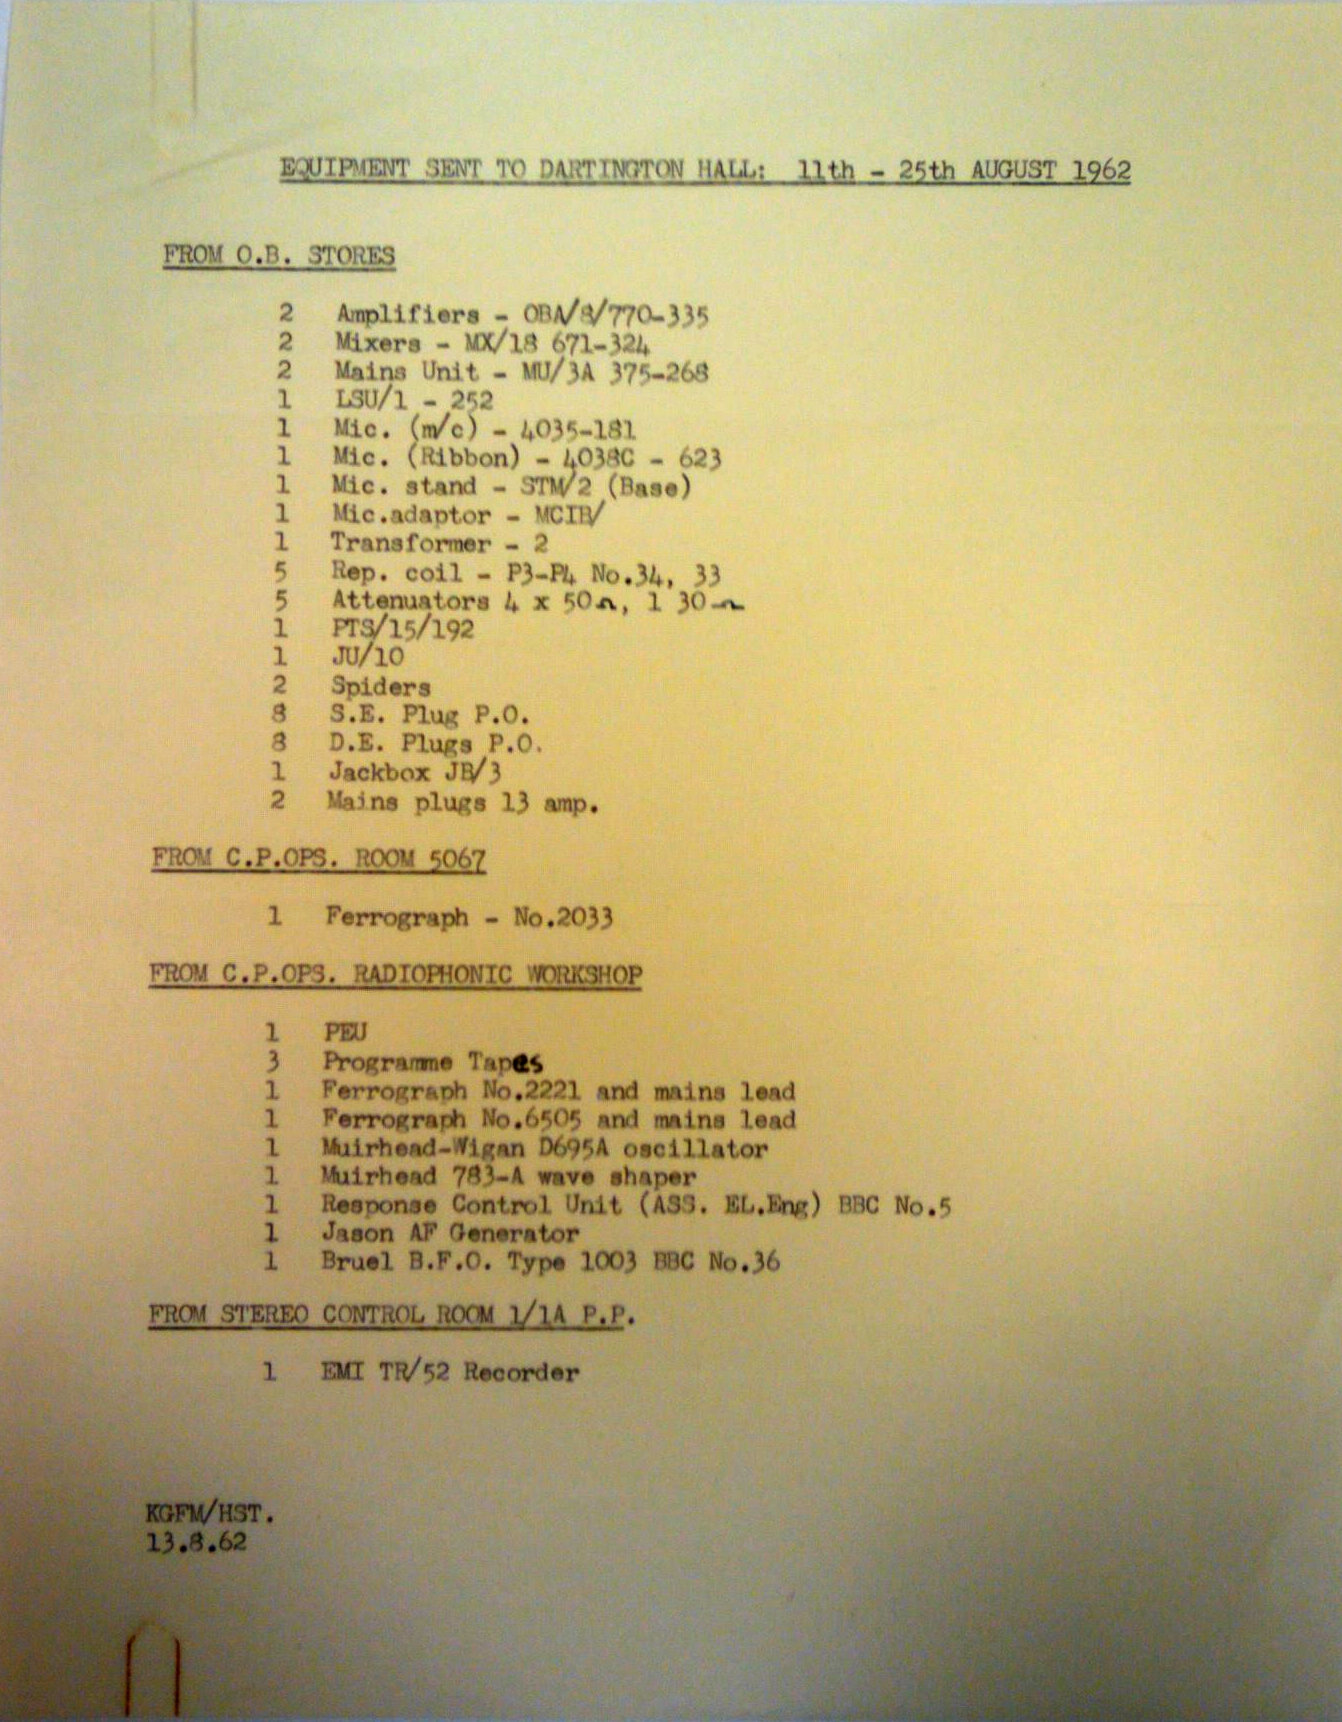 EQUIPMENT SENT TO DARTINGTON HALL: 11th - 25th AUGUST 1962
FROM O.B. STORES
2 Amplifiers - OBA/8/770-335
2 Mixers - MX/18 671-324
2 Mains Unit - MU/3A 375-268
1 LSU/1 - 252
1 Mic. (m/c) - 4035-181
1 Mic. (Ribbon) - 4038C - 623
1 Mic. stand - STM/2 (Base)
1 Mic.adaptor - MCIB/
1 Transformer - 2
5 Rep. coil - P3-P4 No.34, 33
5 Attenuators 4 x 50Ω, 1 30Ω
1 PTS/15/192
1 JU/10
2 Spiders
8 S.E. Plug P.O.
8 D.E. Plugs P.O.
1 Jackbox JB/3
2 Mains plugs 13 amp.
FROM C.P.OPS. ROOM 5067
1 Ferrograph - No.2033
FROM C.P.OPS. RADIOPHONIC WORKSHOP
1 PEU
3 Programme Tapes
1 Ferrograph No.2221 and mains lead
1 Ferrograph No.6505 and mains lead
1 Muirhead-Wigan D695A oscillator
1 Muirhead 783-A wave shaper
1 Response Control Unit (ASS. EL.Eng) BBC No.5
1 Jason AF Generator
1 Bruel B.F.O. Type 1003 BBC No.36
FROM STEREO CONTROL ROOM 1/1A P.P.
1 EMI TR/52 Recorder
KGFM/HST.
13.8.62